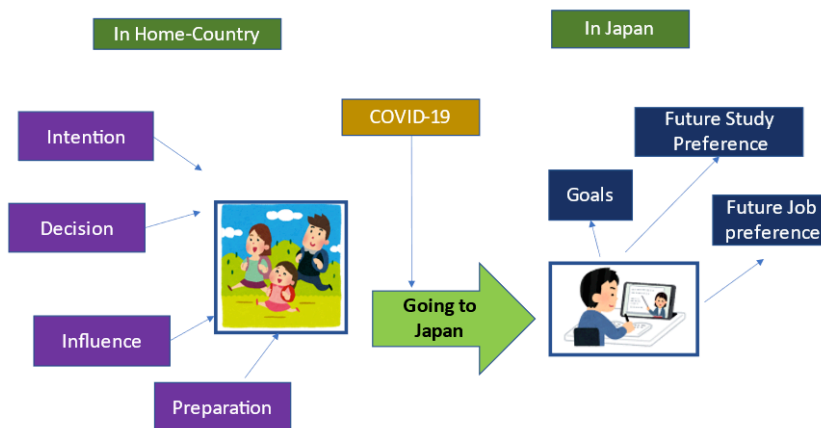 In Home-Country
In Japan
COVID-19
Intention
Decision
Influence
Preparation
Going to
Japan
Goals
Future Study
Preference
Future Job
preference